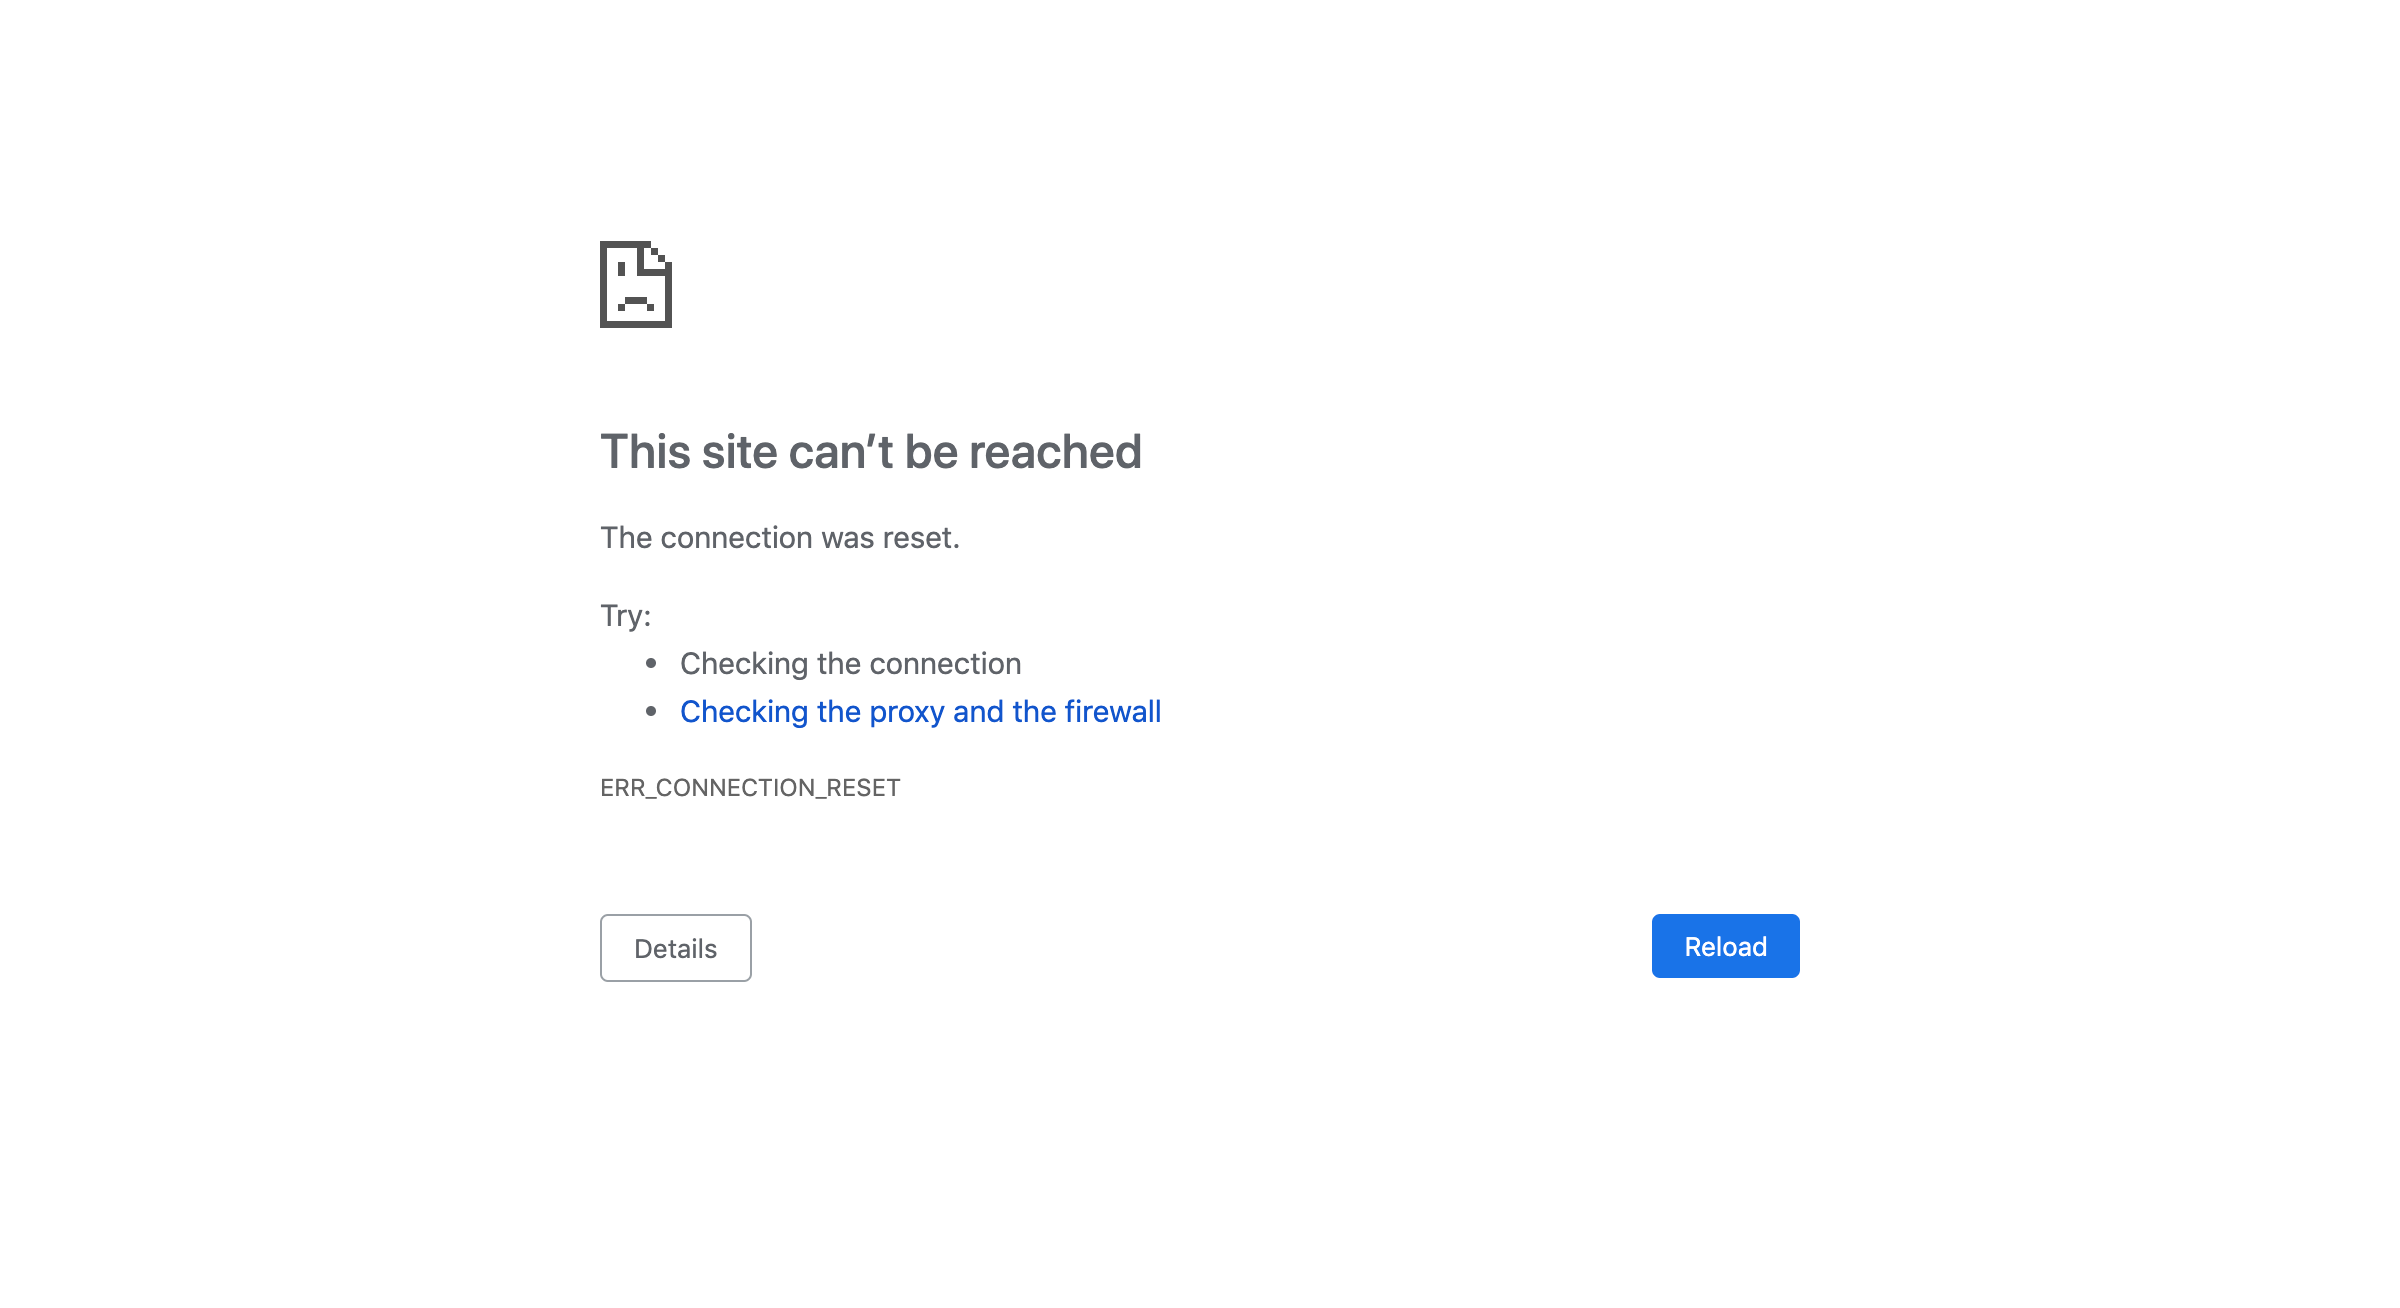 This site can’t be reached
The connection was reset.
Try:
• Checking the connection
• Checking the proxy and the firewall
ERR_CONNECTION_RESET
Details
Reload